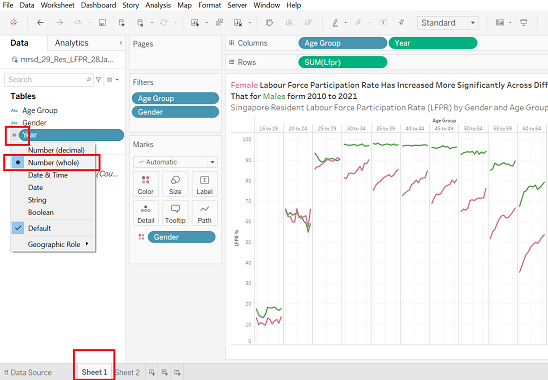 File Data Worksheet Dashboard Story Analysis Map Format Server Window Help
Standard
Data Analytics
Pages
Columns Age Group Year
Rows SUM(Lfpr)
mrsd_29_Res_LFPR_28Ja...
Search
Filters
Age Group
Gender
Tables
Age Group
Gender
Year
Number (decimal)
Number (whole)
Date & Time
(Cou...
Date
String
Boolean
Default
Geographic Role
Marks
Automatic
Color Size Label
Detail Tooltip Path
Gender
Female Labour Force Participation Rate Has Increased More Significantly Across Diff
That for Males form 2010 to 2021
Singapore Resident Labour Force Participation Rate (LFPR) by Gender and Age Group
Age Group
15 to 19 20 to 24 25 to 29 30 to 34 35 to 39 40 to 44 45 to 49 50 to 54 55 to 59 60 to 64
LFPR %
100
90
80
70
60
50
40
30
20
10
0
Data Source Sheet 1 Sheet 2